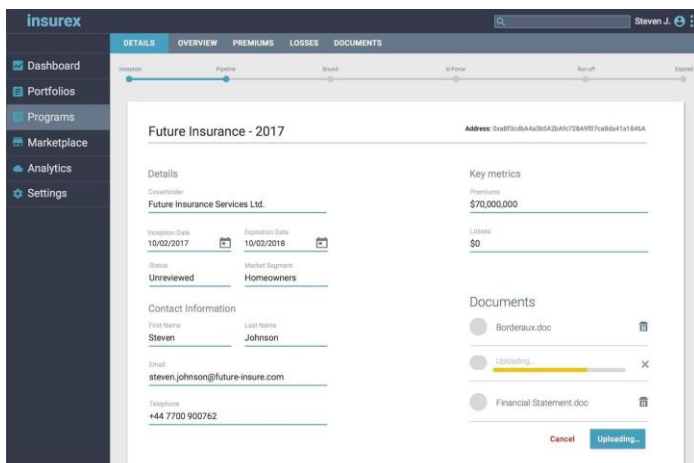 insurex
Steven J.
DETAILS OVERVIEW PREMIUMS LOSSES DOCUMENTS
Dashboard
Portfolios
Programs
Marketplace
Analytics
Settings
Inception Pipeline Bound In-Force Run off Expired
Future Insurance - 2017
Details
Coverholder
Future Insurance Services Ltd.
Inception Date Expiration Date
10/02/2017 10/02/2018
Status Market Segment
Unreviewed Homeowners
Contact Information
First Name Last Name
Steven Johnson
Email
steven.johnson@future-insure.com
Telephone
+44 7700 900762
Address:
Key metrics
Premiums
$70,000,000
Losses
$0
Documents
Borderaux.doc
Uploading...
Financial Statement.doc
Cancel Uploading...